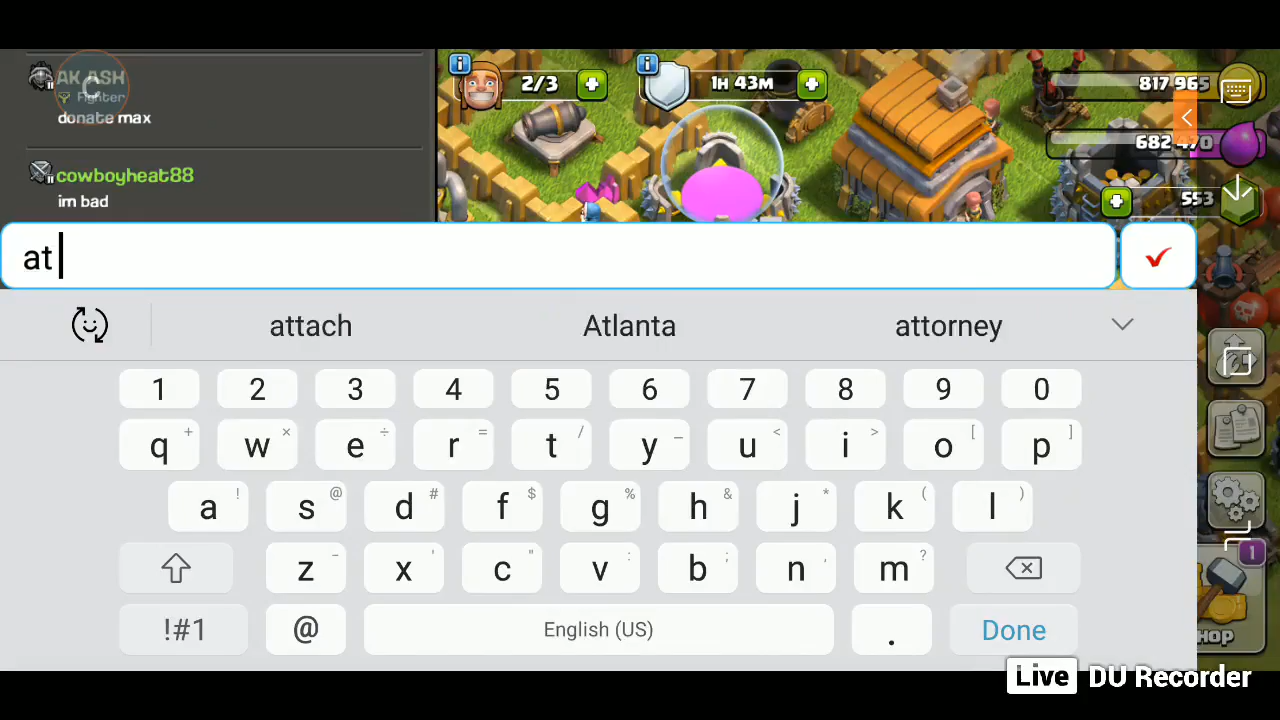 AK ASH
C
Fighter
donate max
cowboyheat88
im bad
2/3
1H 43M
817 965
682 470
553
at
attach Atlanta attorney
1 2 3 4 5 6 7 8 9 0
q + w × e ÷ r = t / y _ u < i > o [ p ]
a ! s @ d # f $ g % h & j * k ( l )
z - x ' c " v : b ; n , m ?
!#1 @ English (US) . Done
1
HOP
Live DU Recorder